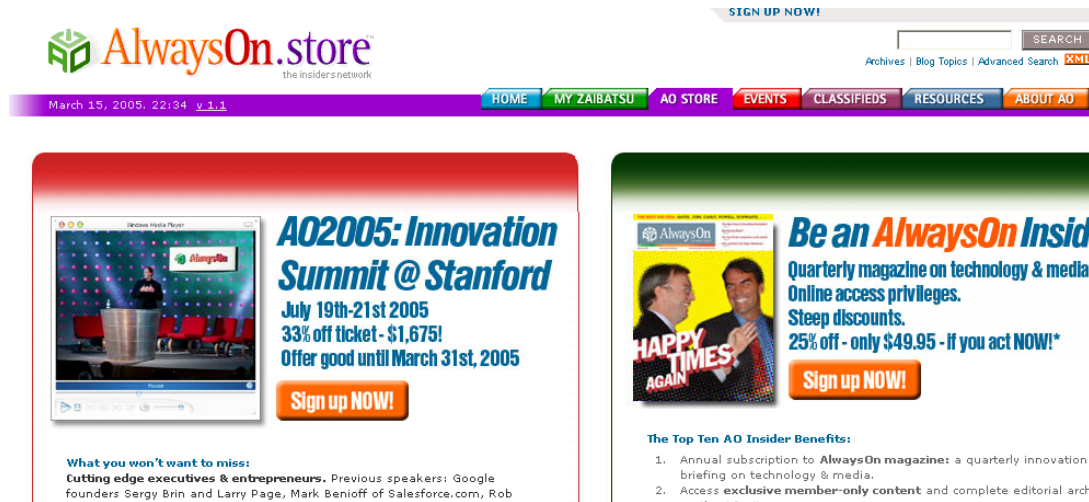 SIGN UP NOW!
AlwaysOn.store
the insiders network
SEARCH
Archives | Blog Topics | Advanced Search XML
March 15, 2005. 22:34 v 1.1
HOME MY ZAIBATSU AO STORE EVENTS CLASSIFIEDS RESOURCES ABOUT AO
Windows Media Player
AlwaysOn
Paused
AO2005: Innovation
Summit @ Stanford
July 19th-21st 2005
33% off ticket - $1,675!
Offer good until March 31st, 2005
Sign up NOW!
What you won't want to miss:
Cutting edge executives & entrepreneurs. Previous speakers: Google
founders Sergy Brin and Larry Page, Mark Benioff of Salesforce.com, Rob
AlwaysOn
HAPPY
TIMES
AGAIN
Be an AlwaysOn Insid
Quarterly magazine on technology & media
Online access privileges.
Steep discounts.
25% off - only $49.95 - if you act NOW!*
Sign up NOW!
The Top Ten AO Insider Benefits:
1. Annual subscription to AlwaysOn magazine: a quarterly innovation
briefing on technology & media.
2. Access exclusive member-only content and complete editorial arch